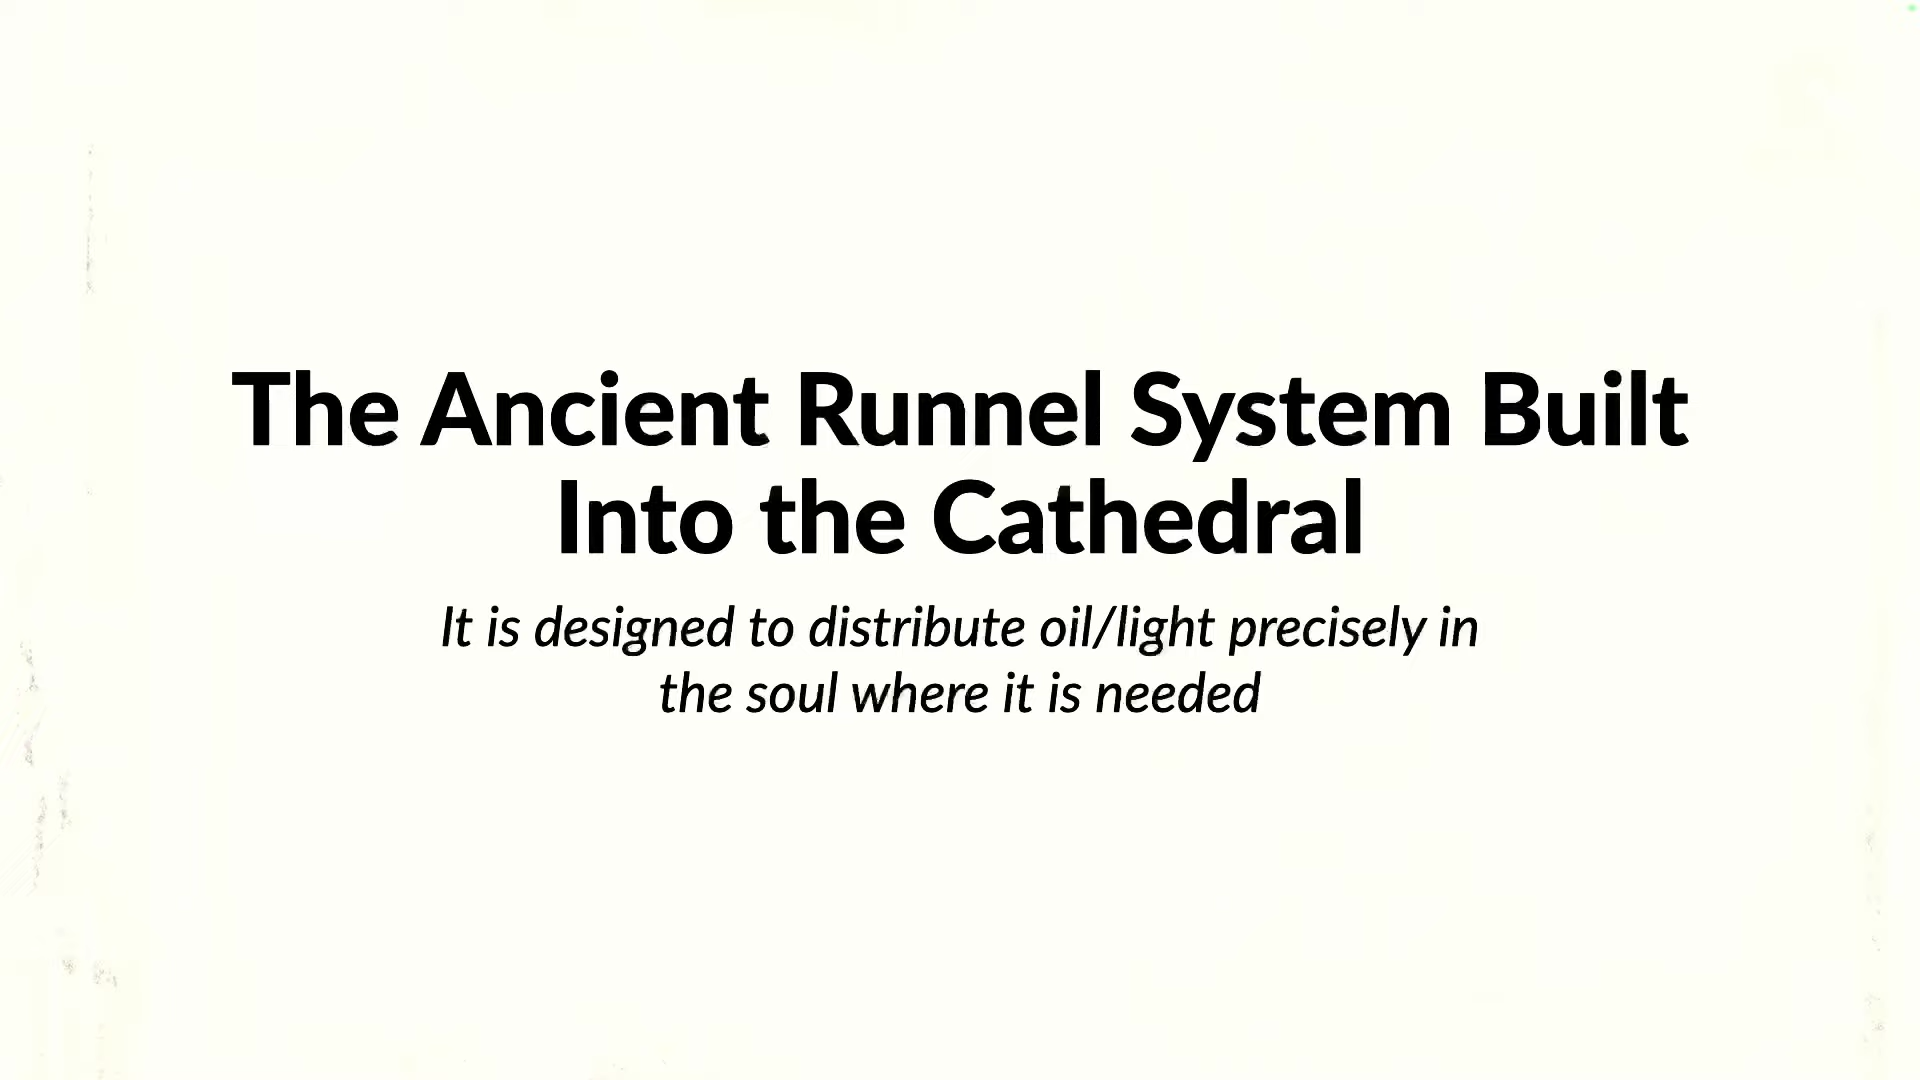 The Ancient Runnel System Built
Into the Cathedral
It is designed to distribute oil/light precisely in
the soul where it is needed